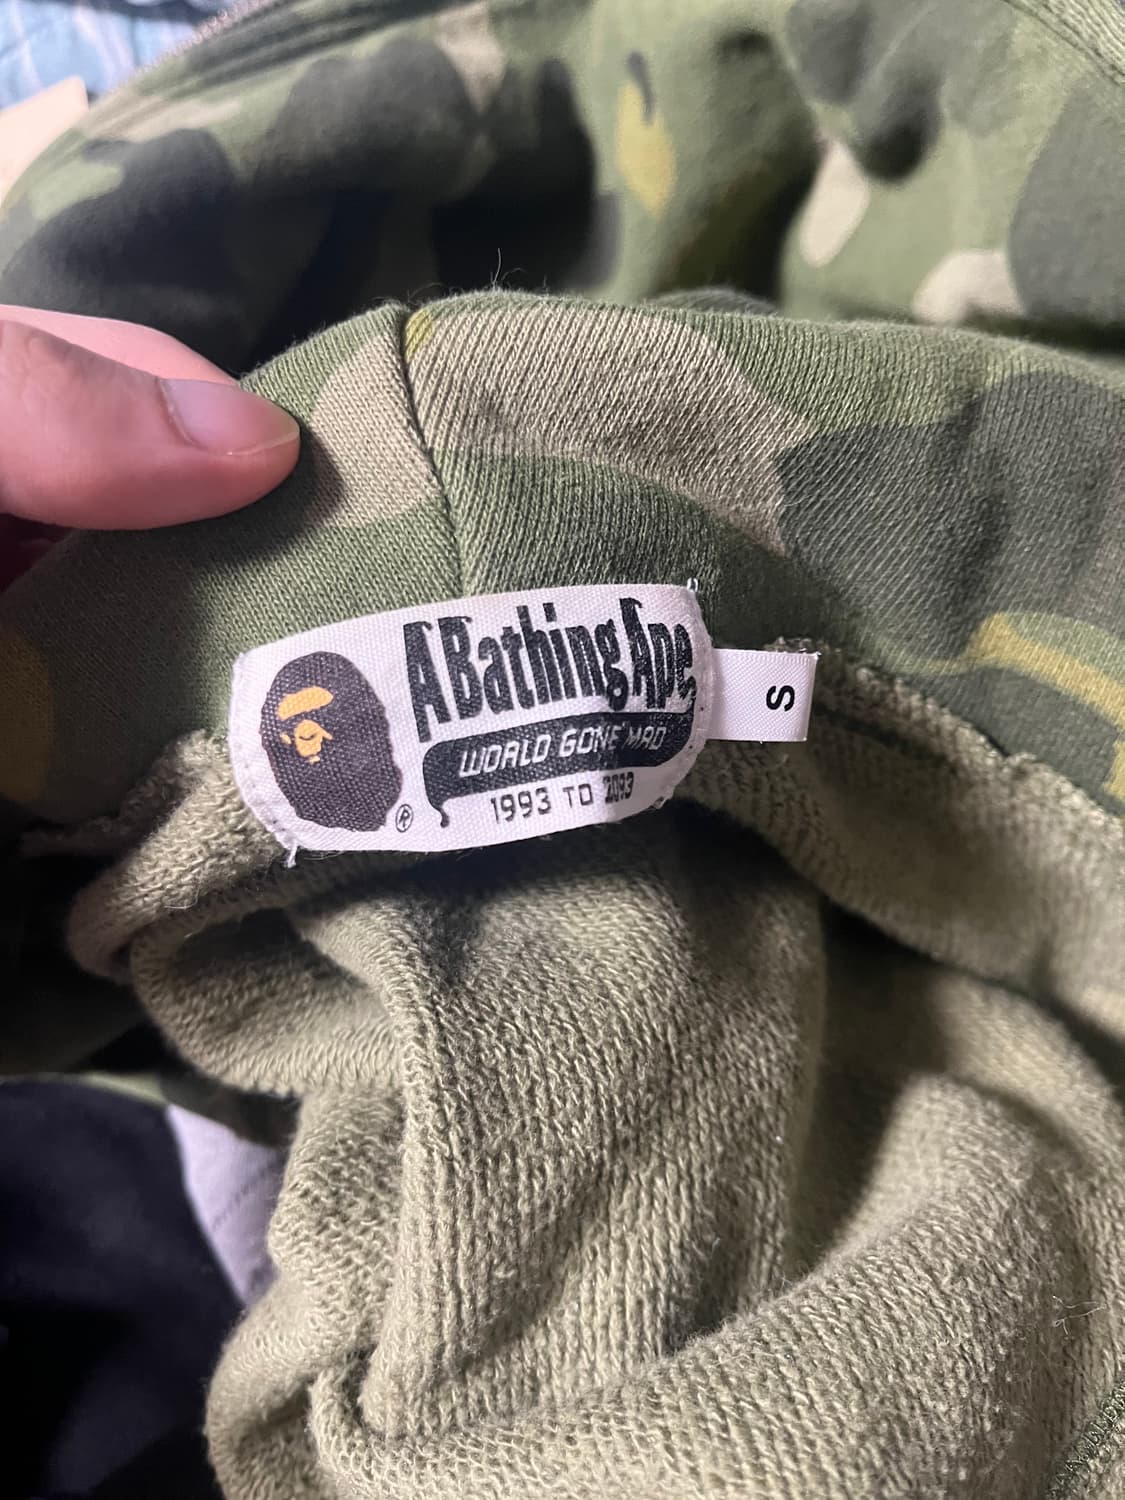 A Bathing Ape
WORLD GONE MAD
1993 TO 2093
®
S